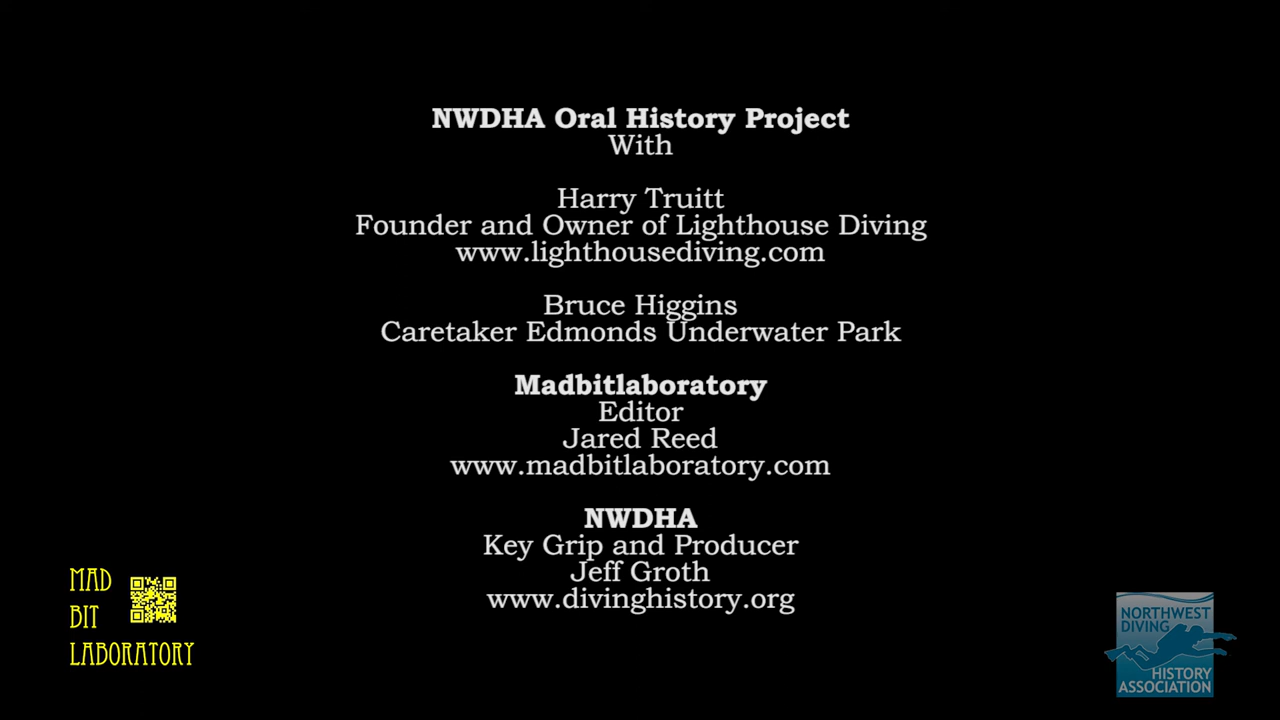 NWDHA Oral History Project
With
Harry Truitt
Founder and Owner of Lighthouse Diving
www.lighthousediving.com
Bruce Higgins
Caretaker Edmonds Underwater Park
Madbitlaboratory
Editor
Jared Reed
www.madbitlaboratory.com
NWDHA
Key Grip and Producer
Jeff Groth
www.divinghistory.org
MAD
BIT
LABORATORY
NORTHWEST
DIVING
HISTORY
ASSOCIATION